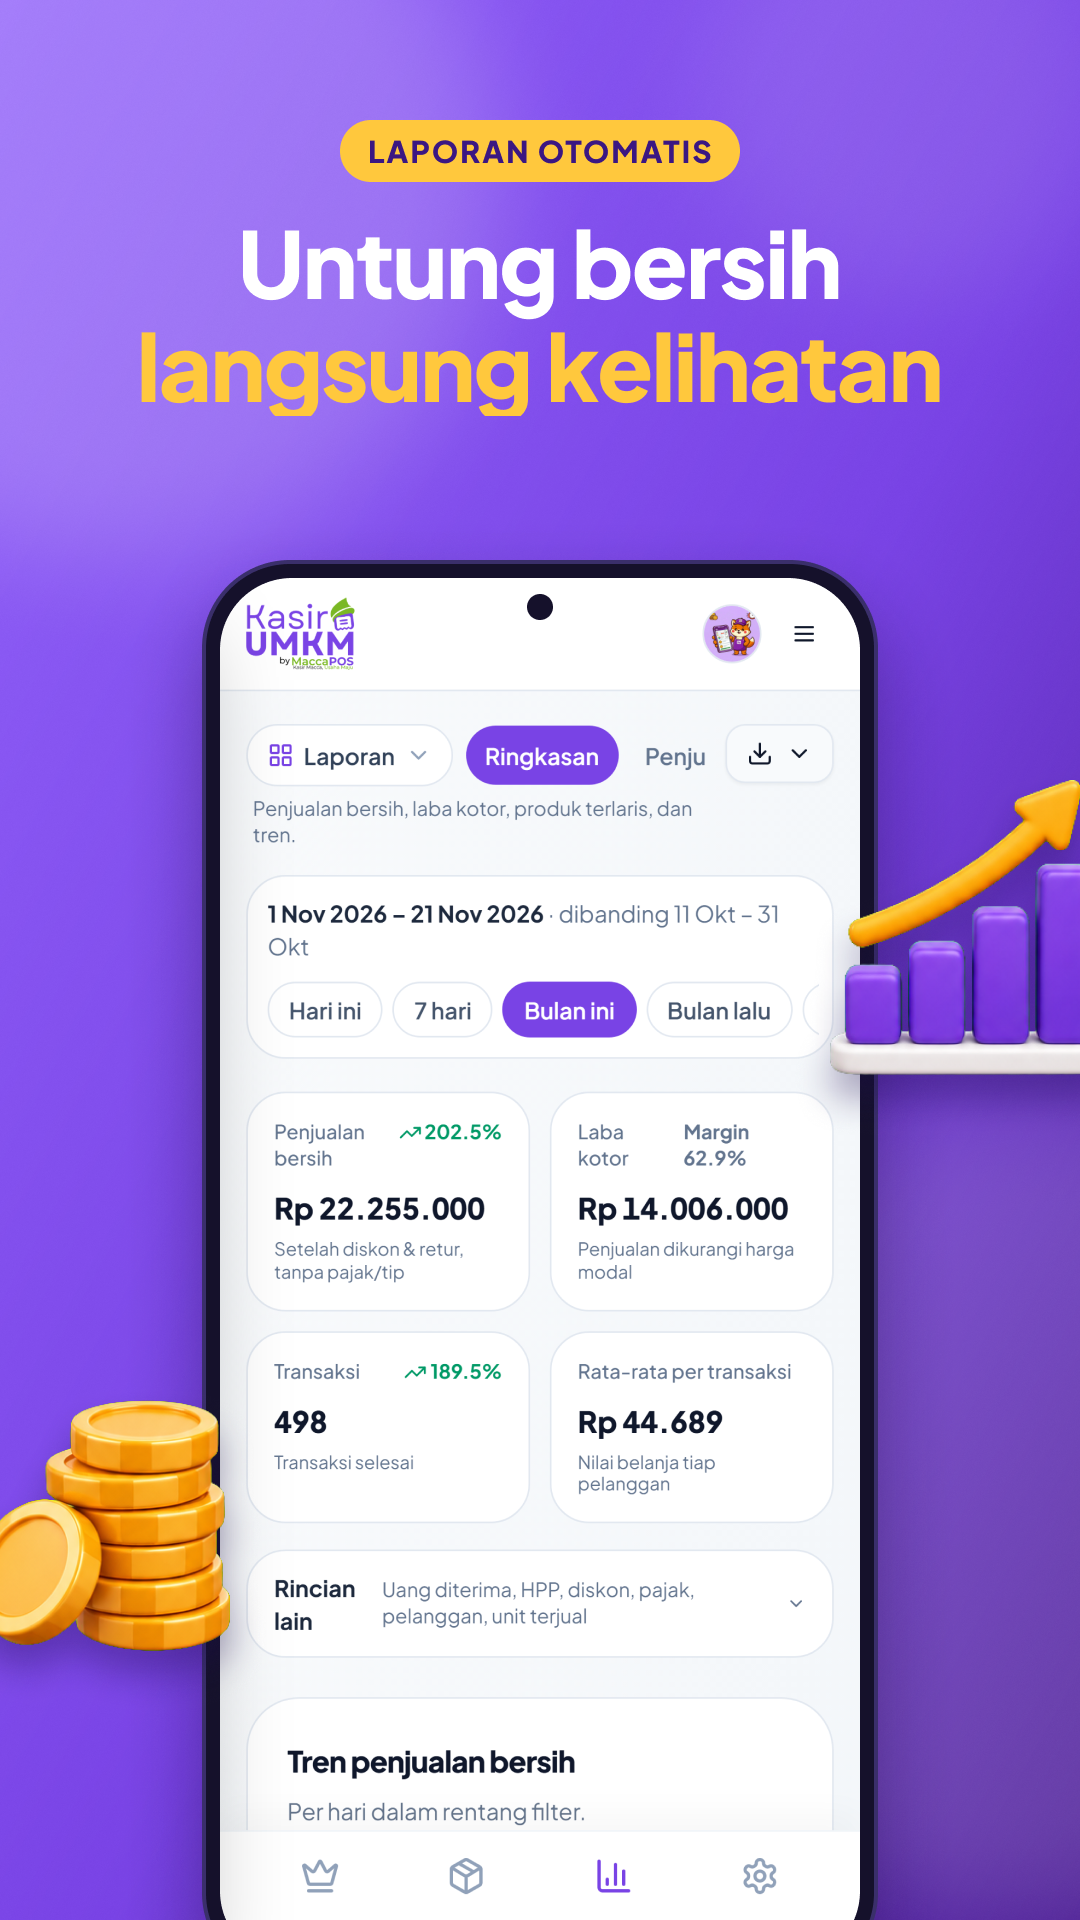 LAPORAN OTOMATIS
Untung bersih
langsung kelihatan
Kasir
UMKM
by MaccaPOS
Laporan
Ringkasan
Penju
Penjualan bersih, laba kotor, produk terlaris, dan
tren.
1 Nov 2026 – 21 Nov 2026 · dibanding 11 Okt – 31
Okt
Hari ini
7 hari
Bulan ini
Bulan lalu
Penjualan
bersih
202.5%
Rp 22.255.000
Setelah diskon & retur,
tanpa pajak/tip
Laba
kotor
Margin
62.9%
Rp 14.006.000
Penjualan dikurangi harga
modal
Transaksi
189.5%
498
Transaksi selesai
Rata-rata per transaksi
Rp 44.689
Nilai belanja tiap
pelanggan
Rincian
lain
Uang diterima, HPP, diskon, pajak,
pelanggan, unit terjual
Tren penjualan bersih
Per hari dalam rentang filter.